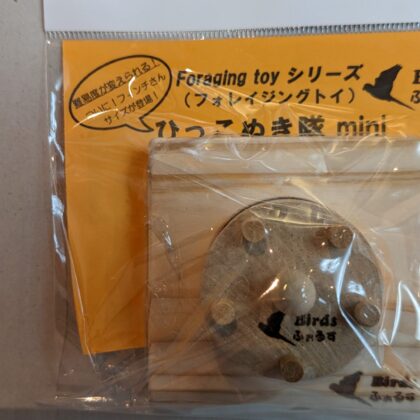 難易度が変えられる！
ついに！フィンチさん
サイズが登場！
Foraging toy シリーズ
（フォレイジングトイ）
ひっこぬき隊 mini
Birds